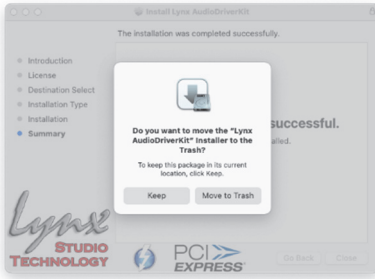 Install Lynx AudioDriverKit
The installation was completed successfully.
Introduction
License
Destination Select
Installation Type
Installation
Summary
Do you want to move the "Lynx
AudioDriverKit" Installer to the
Trash?
To keep this package in its current
location, click Keep.
Keep
Move to Trash
successful.
alled.
Lynx
STUDIO
TECHNOLOGY
PCI
EXPRESS
Go Back
Close